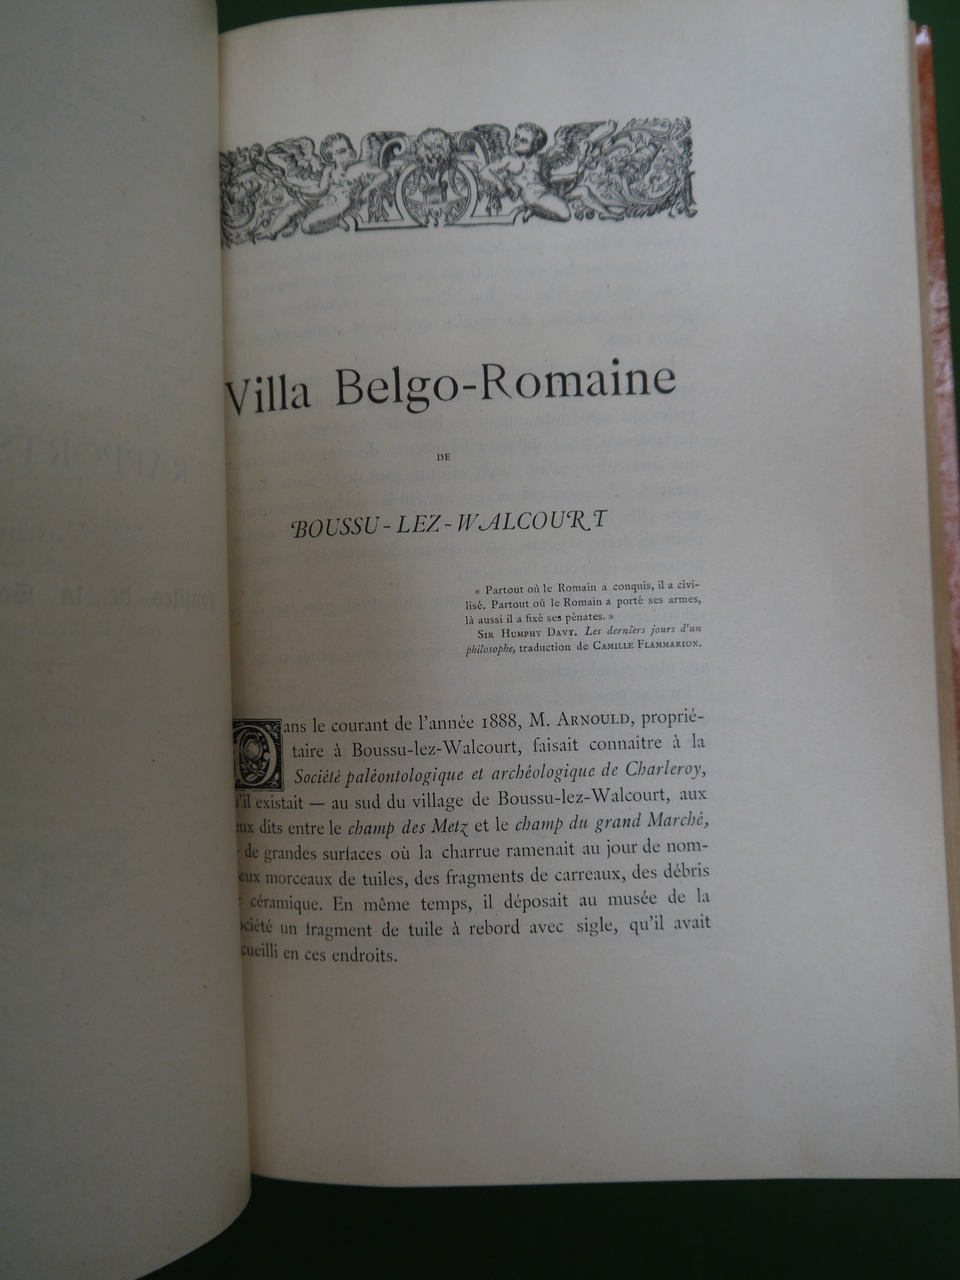 Villa Belgo-Romaine
DE
BOUSSU-LEZ-WALCOURT
« Partout où le Romain a conquis, il a civi-
lisé. Partout où le Romain a porté ses armes,
là aussi il a fixé ses pénates. »
SIR HUMPHY DAVY. Les derniers jours d'un
philosophe, traduction de CAMILLE FLAMMARION.
Dans le courant de l'année 1888, M. ARNOULD, proprié-
taire à Boussu-lez-Walcourt, faisait connaître à la
Société paléontologique et archéologique de Charleroy,
'il existait — au sud du village de Boussu-lez-Walcourt, aux
ux dits entre le champ des Metz et le champ du grand Marché,
- de grandes surfaces où la charrue ramenait au jour de nom-
eux morceaux de tuiles, des fragments de carreaux, des débris
céramique. En même temps, il déposait au musée de la
ociété un fragment de tuile à rebord avec sigle, qu'il avait
cueilli en ces endroits.